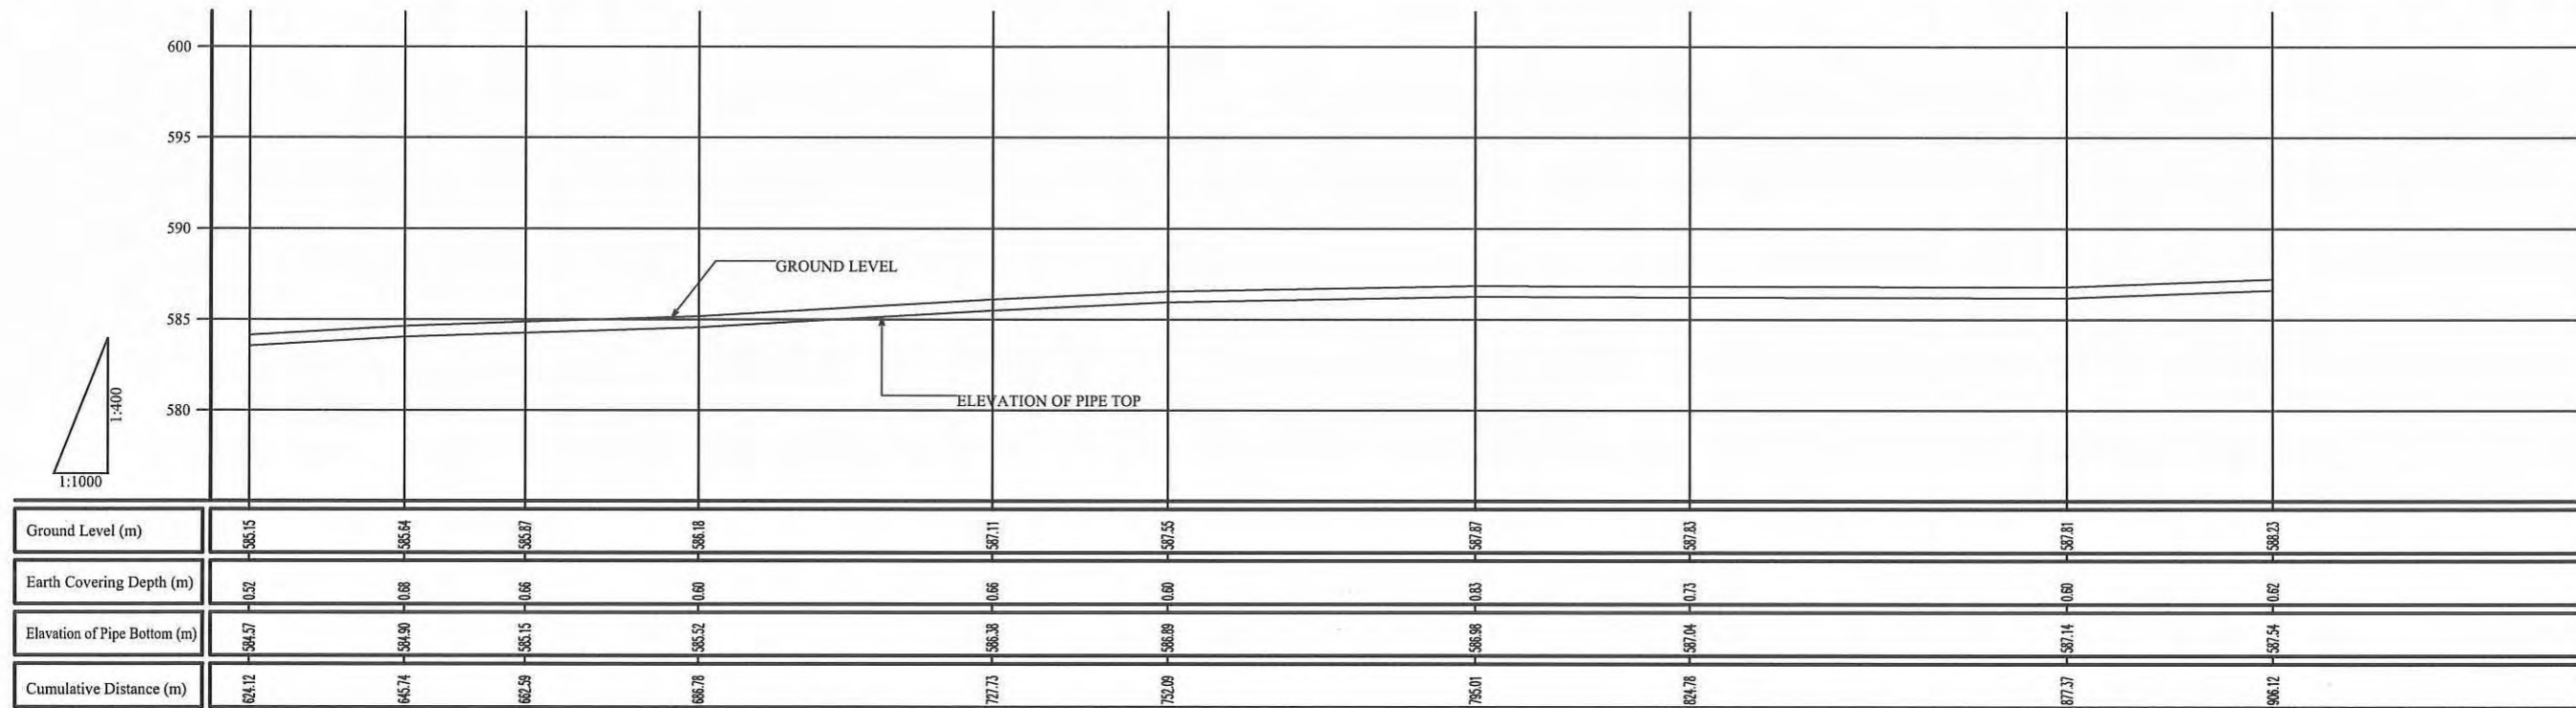 600
595
590
GROUND LEVEL
585
1:400
580
ELEVATION OF PIPE TOP
1:1000
Ground Level (m) 585.15 585.64 585.87 586.18 587.11 587.55 587.87 587.83 587.81 588.23
Earth Covering Depth (m) 0.52 0.68 0.66 0.60 0.66 0.60 0.83 0.73 0.60 0.62
Elavation of Pipe Bottom (m) 584.57 584.90 585.15 585.52 586.38 586.89 586.98 587.04 587.14 587.54
Cumulative Distance (m) 624.12 645.74 662.59 686.78 727.73 752.09 795.01 824.78 877.37 906.12